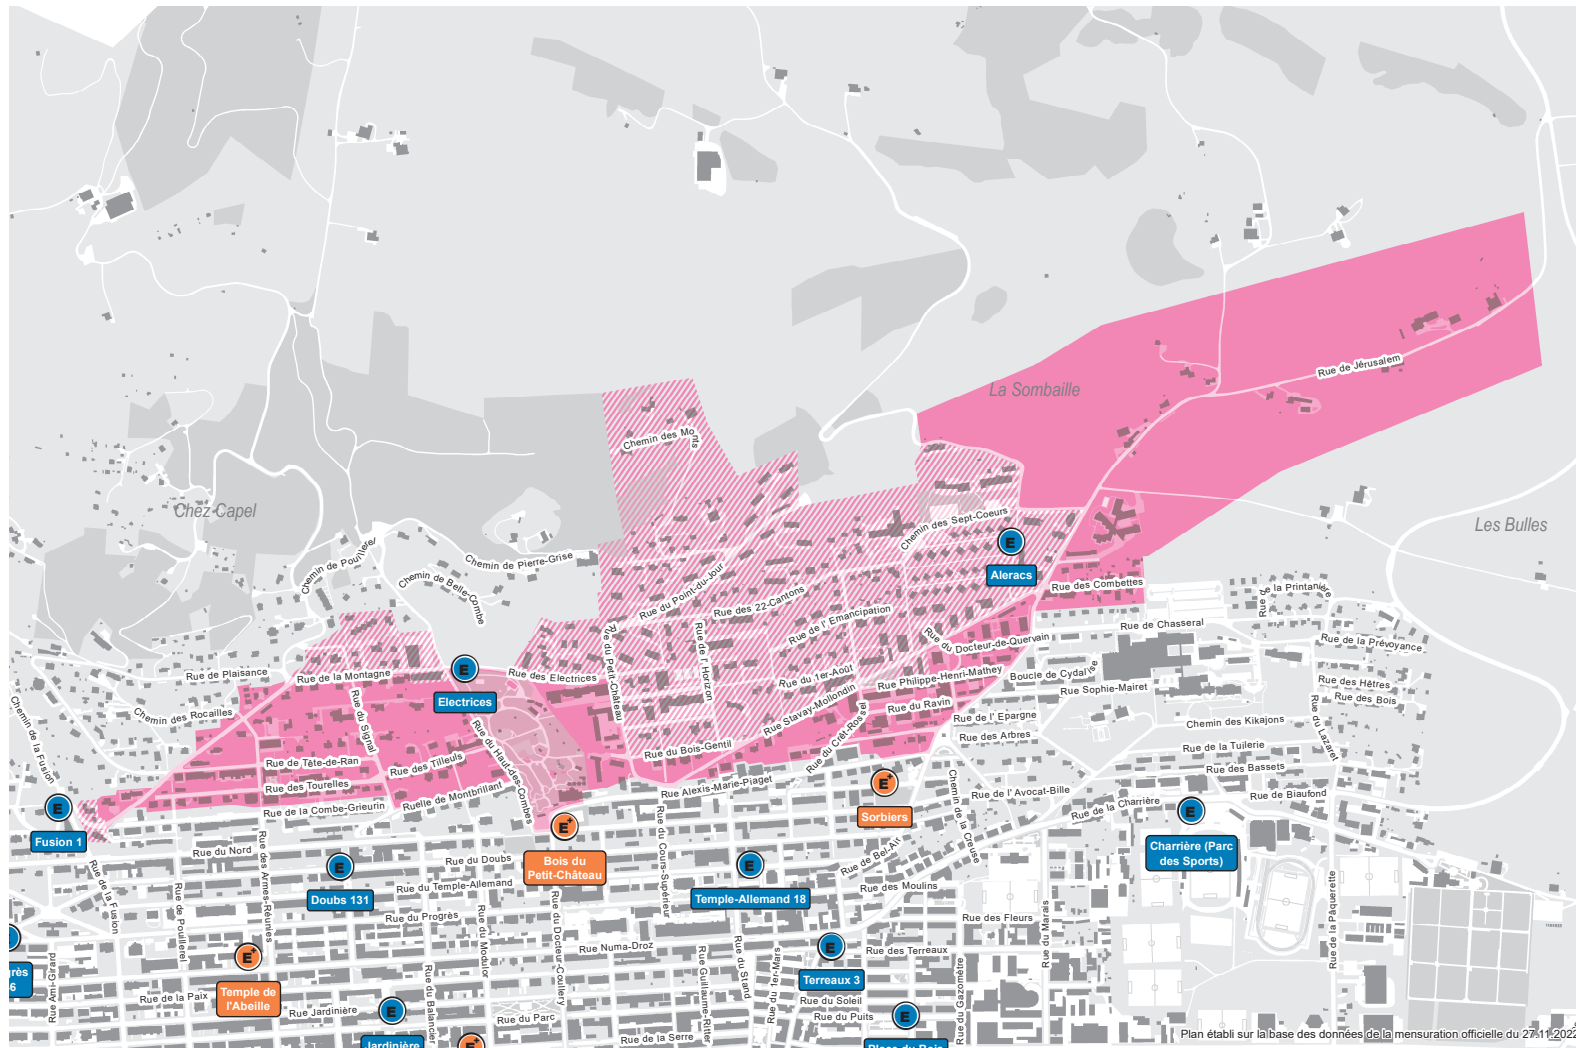 La Sombaille
Rue de Jérusalem
Chemin des Monts
Chez-Capel
Les Bulles
Chemin des Sept-Coeurs
Chemin de Pouillerel
Chemin de Pierre-Grise
Chemin de Belle-Combe
Aleracs
Rue des Combettes
Rue du Point-du-Jour
Rue des 22-Cantons
Rue de l' Emancipation
Rue de la Printanière
Rue de Chasseral
Rue du Docteur-de-Quervain
Rue de la Prévoyance
Rue du Petit-Château
Rue de l' Horizon
Rue de Plaisance
Rue de la Montagne
Rue des Electrices
Electrices
Rue du 1er-Août
Rue Philippe-Henri-Mathey
Boucle de Cydalyse
Rue Sophie-Mairet
Rue des Hêtres
Rue des Bois
Rue du Lazaret
Chemin des Rocailles
Rue du Signal
Rue du Haut-des-Combes
Rue Stavay-Mollondin
Rue du Ravin
Rue de l' Epargne
Rue des Arbres
Chemin des Kikajons
Rue de la Tuilerie
Chemin de la Fusion
Rue de Tête-de-Ran
Rue des Tilleuls
Rue du Bois-Gentil
Rue du Crêt-Rossel
Rue des Bassets
Rue des Tourelles
Ruelle de Montbrillant
Rue Alexis-Marie-Piaget
Chemin de la Creuse
Rue de l' Avocat-Bille
Rue de Biaufond
Rue de la Charrière
Rue de la Combe-Grieurin
Sorbiers
Fusion 1
Charrière (Parc
des Sports)
Rue du Nord
Rue des Armes-Réunies
Rue du Doubs
Bois du
Petit-Château
Rue du Cours-Supérieur
Rue de Bel-Air
Rue de la Fusion
Rue de Pouillerel
Doubs 131
Rue du Temple-Allemand
Temple-Allemand 18
Rue des Moulins
Rue du Progrès
Rue du Modulor
Rue du Docteur-Coullery
Rue des Fleurs
Rue du Marais
Rue de la Pâquerette
Rue Numa-Droz
Rue du Stand
Rue des Terreaux
Rue Ami-Girard
Temple de
l'Abeille
Rue Guillaume-Ritter
Rue du 1er-Mars
Terreaux 3
Rue du Gazomètre
Rue de la Paix
Rue Jardinière
Rue du Balancier
Rue du Parc
Rue du Soleil
Rue du Puits
Rue de la Serre
Jardinière
6
Plan établi sur la base des données de la mensuration officielle du 27.11.2022